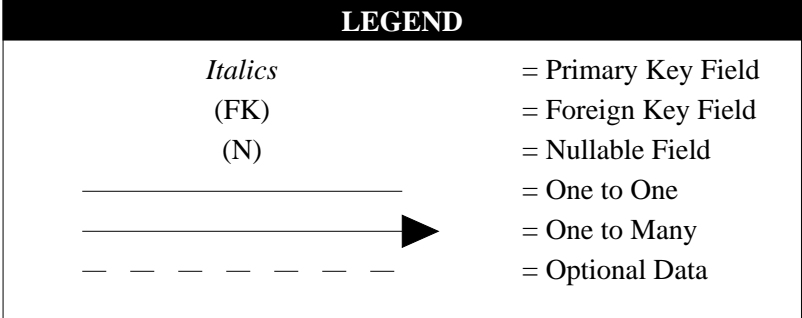 LEGEND
Italics = Primary Key Field
(FK) = Foreign Key Field
(N) = Nullable Field
= One to One
= One to Many
= Optional Data